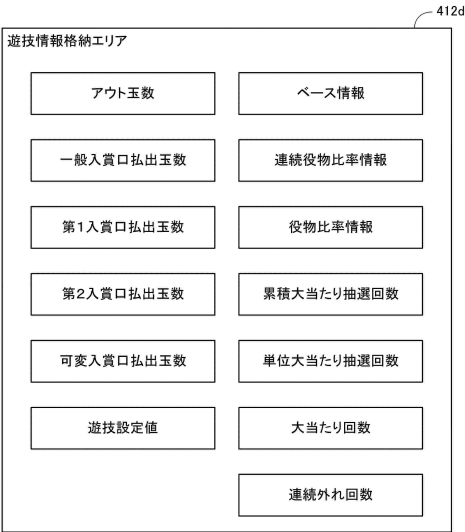 412d
遊技情報格納エリア
アウト玉数
一般入賞口払出玉数
第1入賞口払出玉数
第2入賞口払出玉数
可変入賞口払出玉数
遊技設定値
ベース情報
連続役物比率情報
役物比率情報
累積大当たり抽選回数
単位大当たり抽選回数
大当たり回数
連続外れ回数